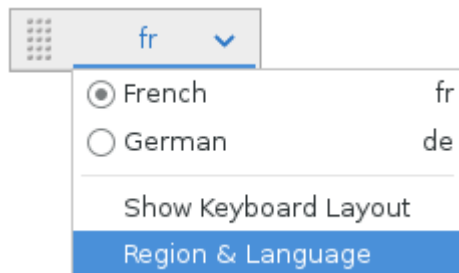 fr
French fr
German de
Show Keyboard Layout
Region & Language